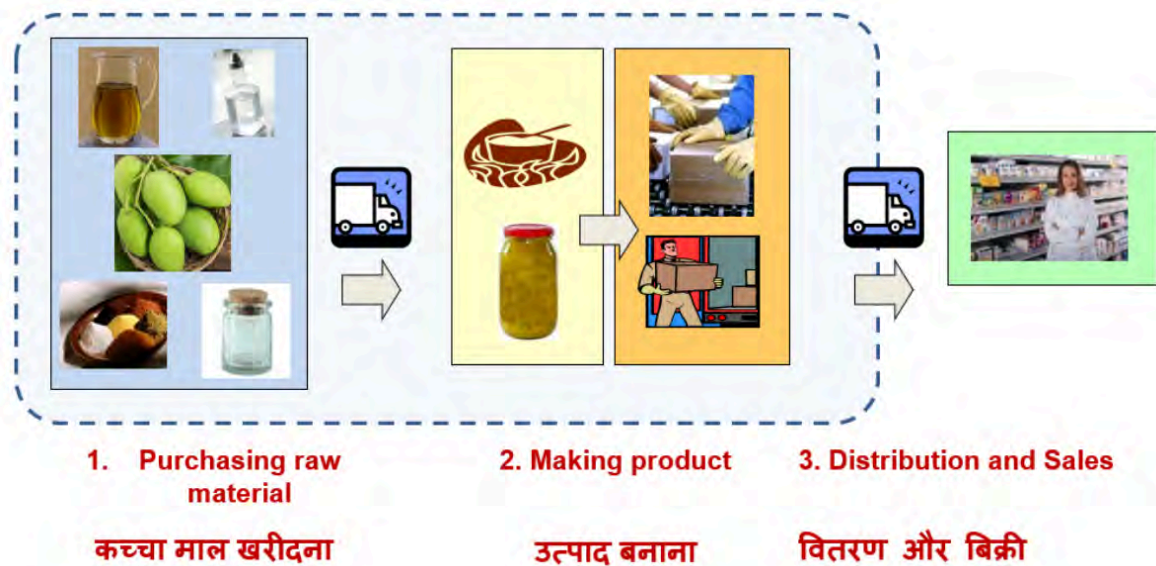 1. Purchasing raw
material
2. Making product
3. Distribution and Sales
कच्चा माल खरीदना
उत्पाद बनाना
वितरण और बिक्री